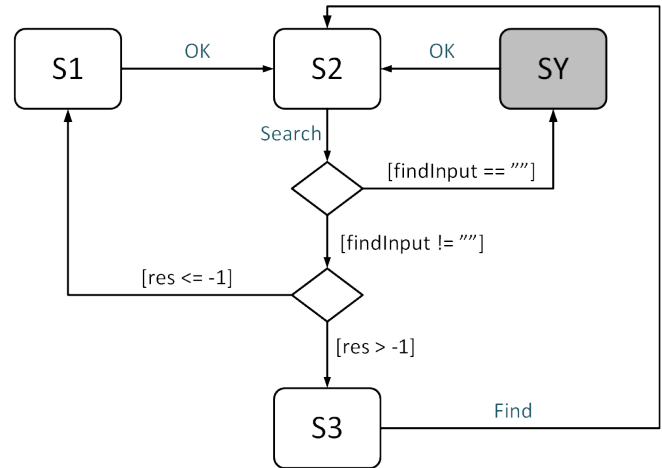 S1
OK
S2
OK
SY
Search
[findInput == ””]
[findInput != ””]
[res <= -1]
[res > -1]
S3
Find